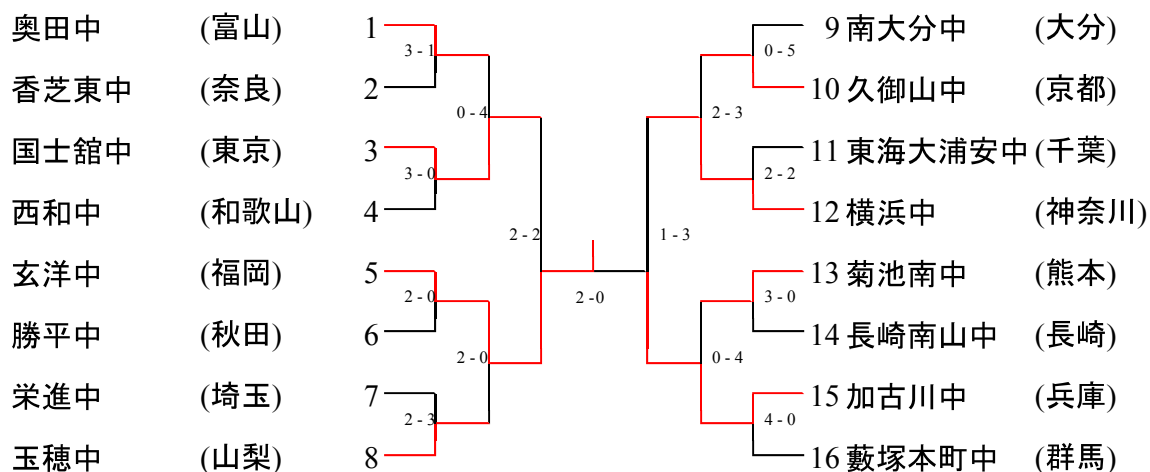 奥田中 (富山) 1 9 南大分中 (大分)
3 - 1 0 - 5
香芝東中 (奈良) 2 10 久御山中 (京都)
0 - 4 2 - 3
国士舘中 (東京) 3 11 東海大浦安中 (千葉)
3 - 0 2 - 2
西和中 (和歌山) 4 12 横浜中 (神奈川)
2 - 2 1 - 3
玄洋中 (福岡) 5 13 菊池南中 (熊本)
2 - 0 2 - 0 3 - 0
勝平中 (秋田) 6 14 長崎南山中 (長崎)
2 - 0 0 - 4
栄進中 (埼玉) 7 15 加古川中 (兵庫)
2 - 3 4 - 0
玉穂中 (山梨) 8 16 藪塚本町中 (群馬)